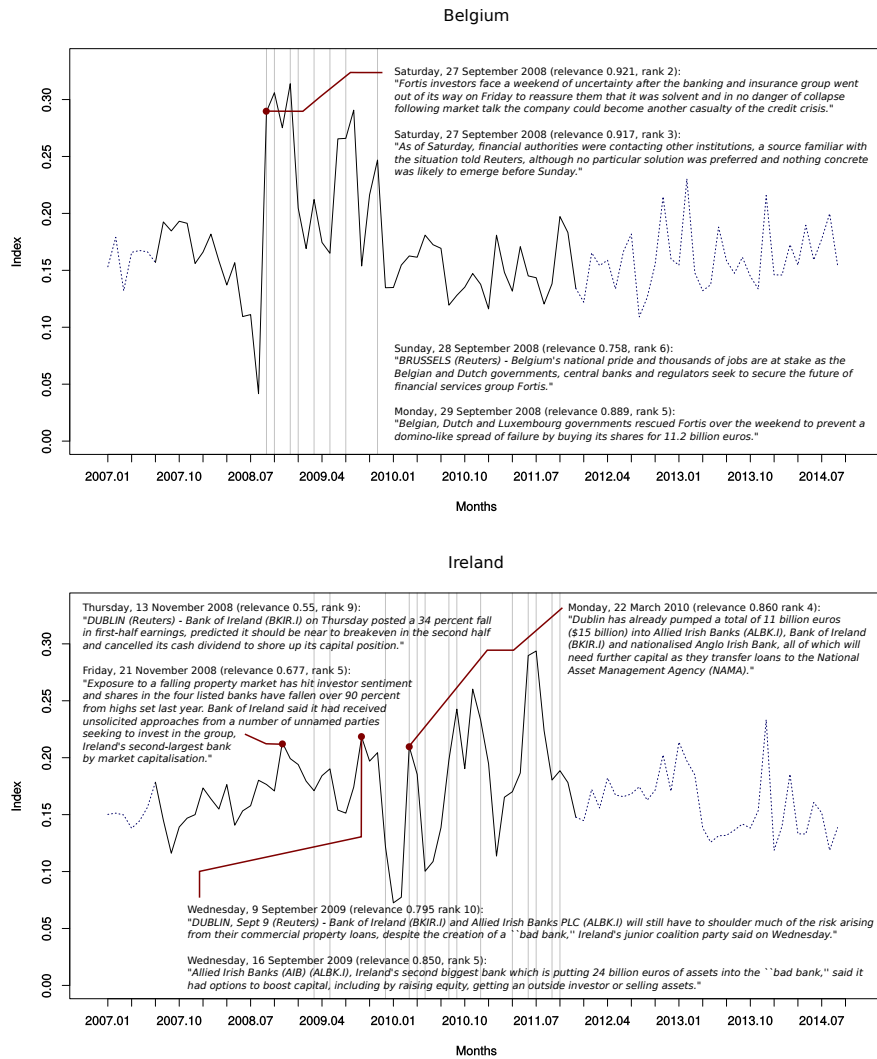 Belgium
Saturday, 27 September 2008 (relevance 0.921, rank 2):
"Fortis investors face a weekend of uncertainty after the banking and insurance group went
out of its way on Friday to reassure them that it was solvent and in no danger of collapse
following market talk the company could become another casualty of the credit crisis."
Saturday, 27 September 2008 (relevance 0.917, rank 3):
"As of Saturday, financial authorities were contacting other institutions, a source familiar with
the situation told Reuters, although no particular solution was preferred and nothing concrete
was likely to emerge before Sunday."
Sunday, 28 September 2008 (relevance 0.758, rank 6):
"BRUSSELS (Reuters) - Belgium's national pride and thousands of jobs are at stake as the
Belgian and Dutch governments, central banks and regulators seek to secure the future of
financial services group Fortis."
Monday, 29 September 2008 (relevance 0.889, rank 5):
"Belgian, Dutch and Luxembourg governments rescued Fortis over the weekend to prevent a
domino-like spread of failure by buying its shares for 11.2 billion euros."
Index
0.30
0.25
0.20
0.15
0.10
0.05
0.00
2007.01 2007.10 2008.07 2009.04 2010.01 2010.10 2011.07 2012.04 2013.01 2013.10 2014.07
Months
Ireland
Thursday, 13 November 2008 (relevance 0.55, rank 9):
"DUBLIN (Reuters) - Bank of Ireland (BKIR.I) on Thursday posted a 34 percent fall
in first-half earnings, predicted it should be near to breakeven in the second half
and cancelled its cash dividend to shore up its capital position."
Friday, 21 November 2008 (relevance 0.677, rank 5):
"Exposure to a falling property market has hit investor sentiment
and shares in the four listed banks have fallen over 90 percent
from highs set last year. Bank of Ireland said it had received
unsolicited approaches from a number of unnamed parties
seeking to invest in the group,
Ireland's second-largest bank
by market capitalisation."
Monday, 22 March 2010 (relevance 0.860 rank 4):
"Dublin has already pumped a total of 11 billion euros
($15 billion) into Allied Irish Banks (ALBK.I), Bank of Ireland
(BKIR.I) and nationalised Anglo Irish Bank, all of which will
need further capital as they transfer loans to the National
Asset Management Agency (NAMA)."
Wednesday, 9 September 2009 (relevance 0.795 rank 10):
"DUBLIN, Sept 9 (Reuters) - Bank of Ireland (BKIR.I) and Allied Irish Banks PLC (ALBK.I) will still have to shoulder much of the risk arising
from their commercial property loans, despite the creation of a ``bad bank,'' Ireland's junior coalition party said on Wednesday."
Wednesday, 16 September 2009 (relevance 0.850, rank 5):
"Allied Irish Banks (AIB) (ALBK.I), Ireland's second biggest bank which is putting 24 billion euros of assets into the ``bad bank,'' said it
had options to boost capital, including by raising equity, getting an outside investor or selling assets."
Index
0.30
0.25
0.20
0.15
0.10
0.05
0.00
2007.01 2007.10 2008.07 2009.04 2010.01 2010.10 2011.07 2012.04 2013.01 2013.10 2014.07
Months